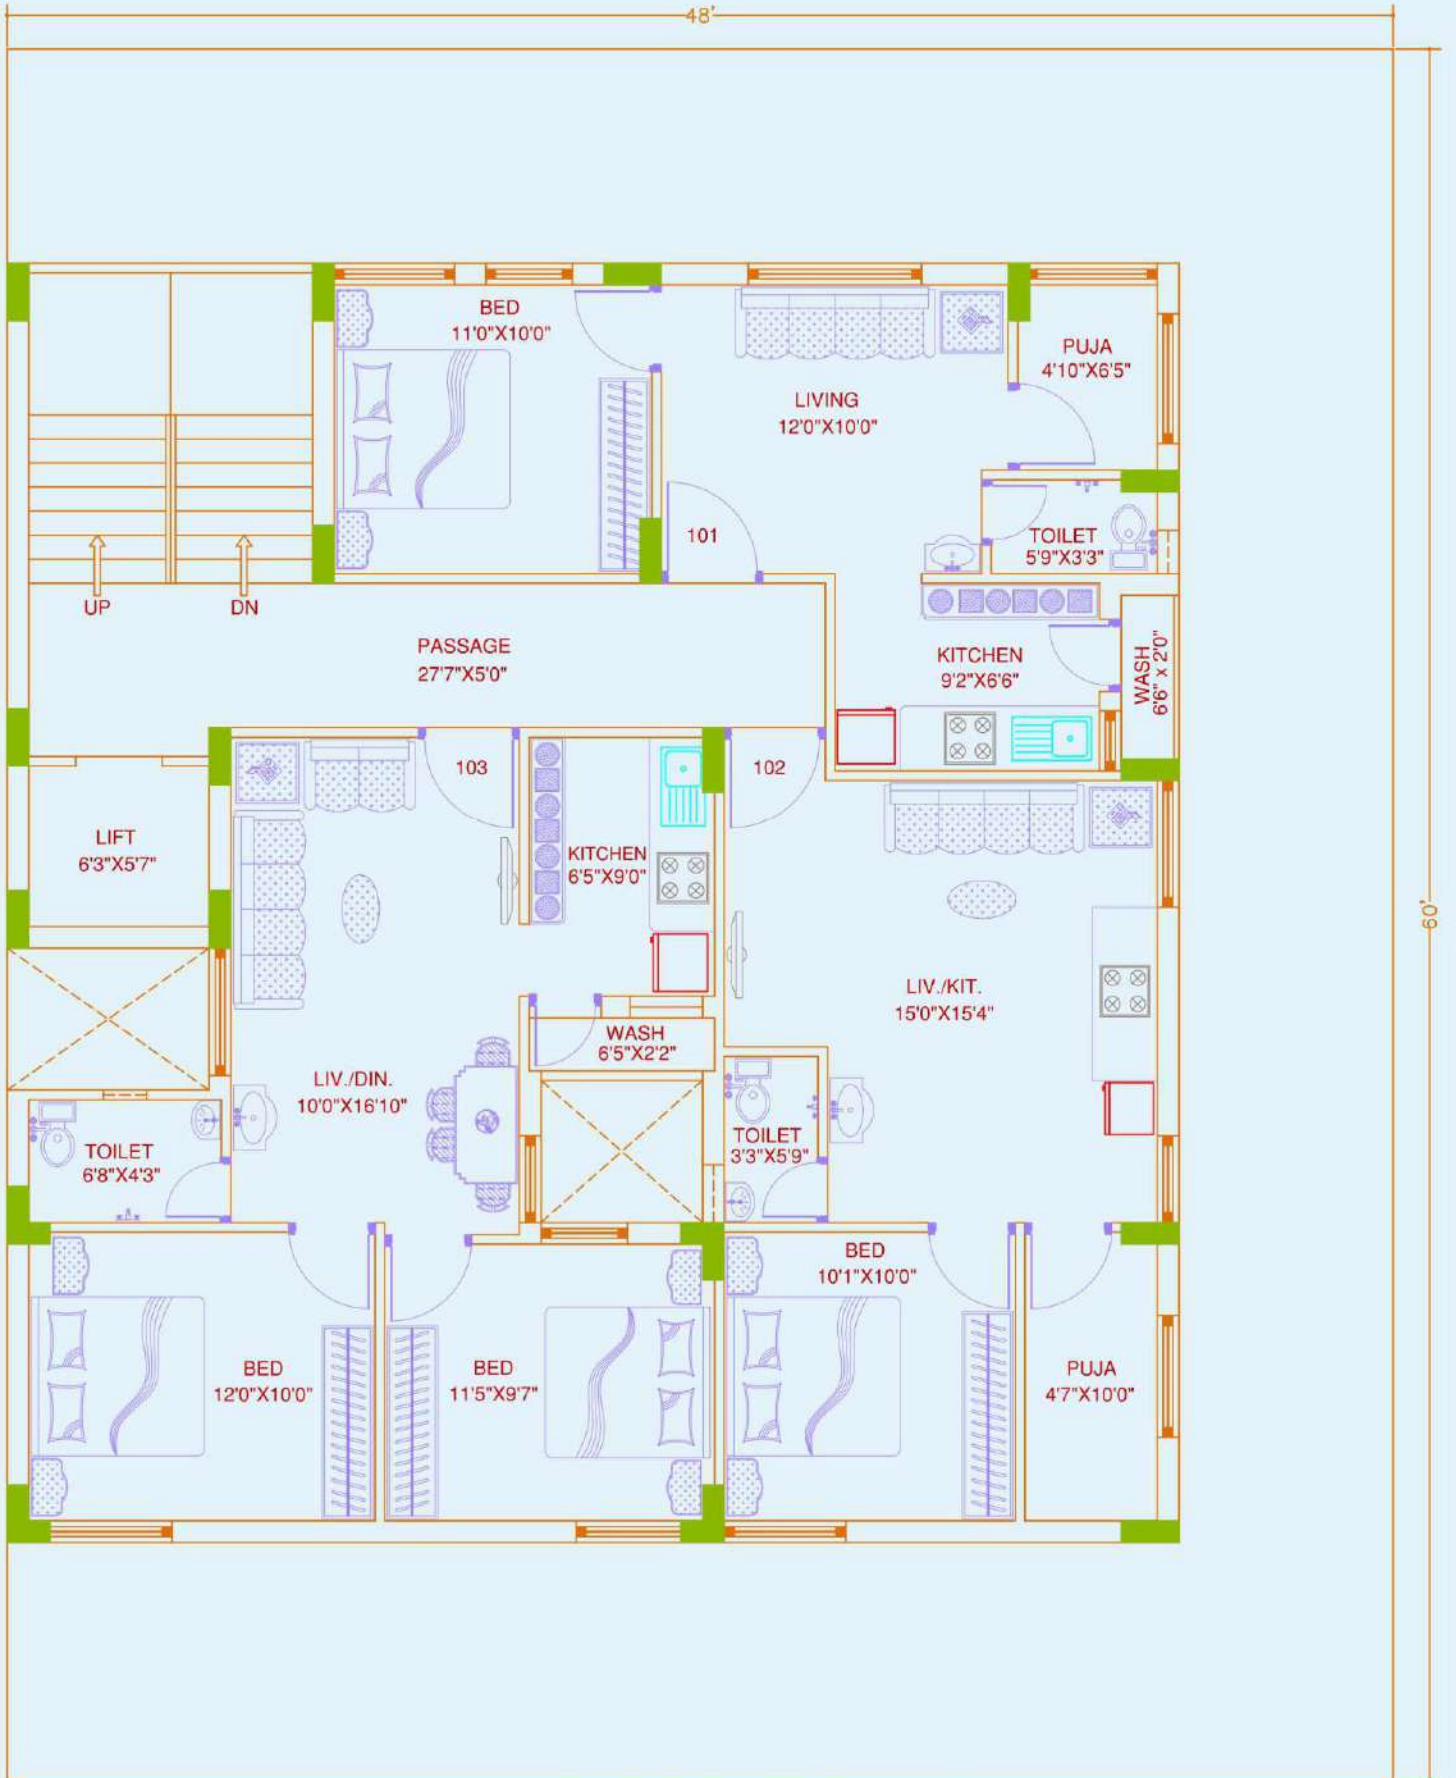 48'
BED
11'0"X10'0"
PUJA
4'10"X6'5"
LIVING
12'0"X10'0"
101
TOILET
5'9"X3'3"
UP
DN
PASSAGE
27'7"X5'0"
KITCHEN
9'2"X6'6"
WASH
6'6" x 2'0"
103
102
LIFT
6'3"X5'7"
KITCHEN
6'5"X9'0"
60'
LIV./KIT.
15'0"X15'4"
WASH
6'5"X2'2"
LIV./DIN.
10'0"X16'10"
TOILET
6'8"X4'3"
TOILET
3'3"X5'9"
BED
10'1"X10'0"
BED
12'0"X10'0"
BED
11'5"X9'7"
PUJA
4'7"X10'0"